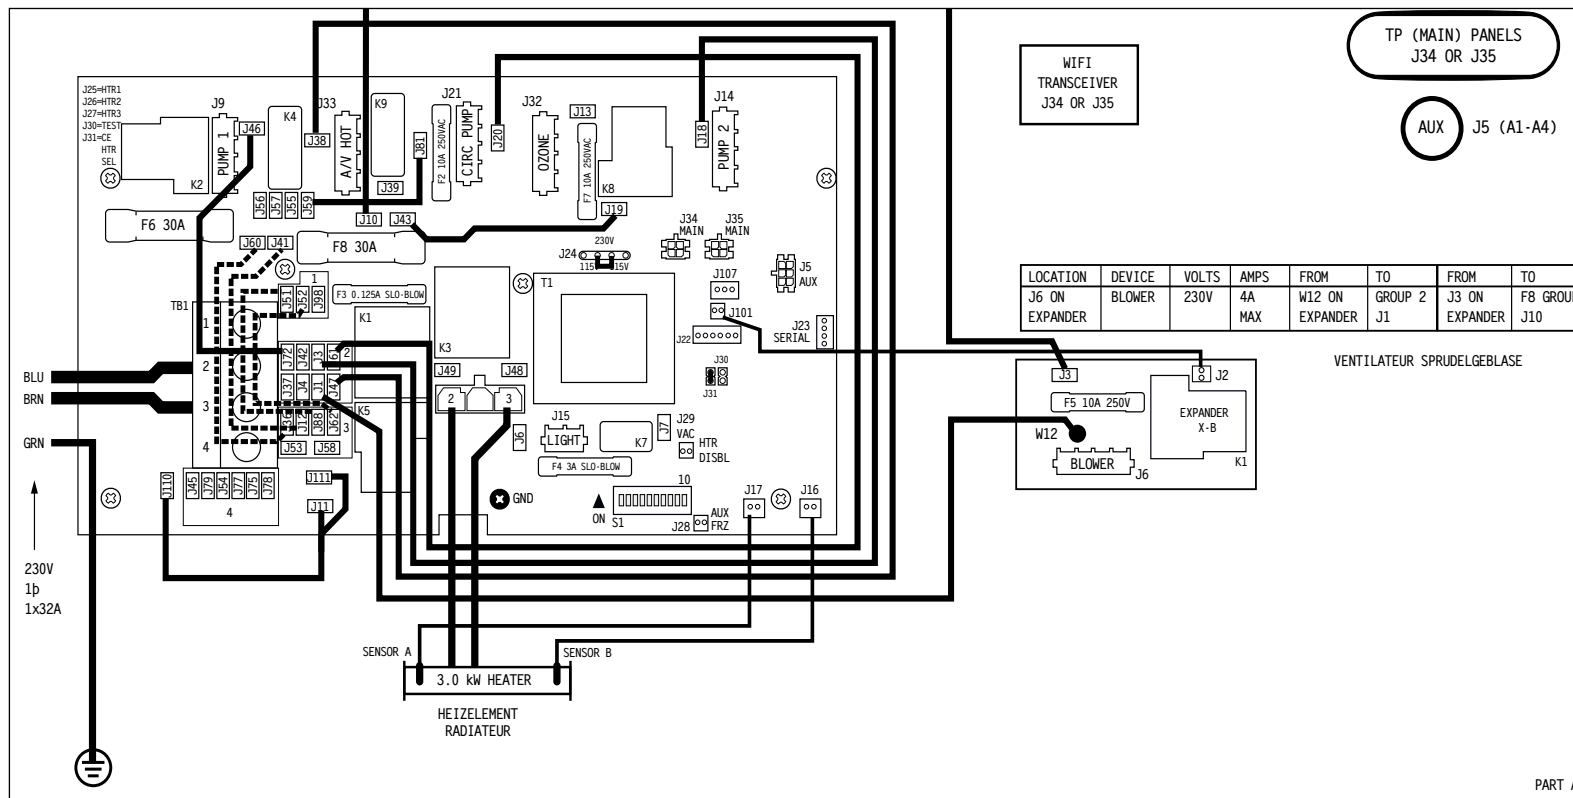 TP (MAIN) PANELS
J34 OR J35
WIFI
TRANSCEIVER
J34 OR J35
AUX
J5 (A1-A4)
J25=HTR1
J26=HTR2
J27=HTR3
J30=TEST
J31=CE
HTR
SEL
J9
PUMP 1
K2
J46
K4
J33
J38
A/V HOT
K9
J39
J81
J21
F2 10A 250VAC
CIRC PUMP
J20
J32
OZONE
J13
F7 10A 250VAC
K8
J19
J14
J18
PUMP 2
J56
J57
J55
J59
J10
J43
F6 30A
J60
J41
F8 30A
230V
J24
115V
115V
J34
MAIN
J35
MAIN
J5
AUX
1
J51
J52
J98
F3 0.125A SLO-BLOW
T1
J107
J101
J22
J23
SERIAL
TB1
1
2
3
4
K1
K3
J72
J42
J3
J61
2
J37
J4
J1
J47
J36
J12
J88
J62
3
K5
J53
J58
J49
J48
2
3
J30
J31
J6
J15
LIGHT
K7
J7
J29
VAC
HTR
DISBL
F4 3A SLO-BLOW
BLU
BRN
GRN
J110
J45
J79
J54
J77
J75
J78
4
J111
J11
GND
ON
S1
10
J28
AUX
FRZ
J17
J16
230V
1þ
1x32A
SENSOR A
SENSOR B
3.0 kW HEATER
HEIZELEMENT
RADIATEUR
LOCATION DEVICE VOLTS AMPS FROM TO FROM TO
J6 ON BLOWER 230V 4A W12 ON GROUP 2 J3 ON F8 GROU
EXPANDER MAX EXPANDER J1 EXPANDER J10
VENTILATEUR SPRUDELGEBLASE
J3
J2
F5 10A 250V
EXPANDER
X-B
W12
BLOWER
J6
K1
PART